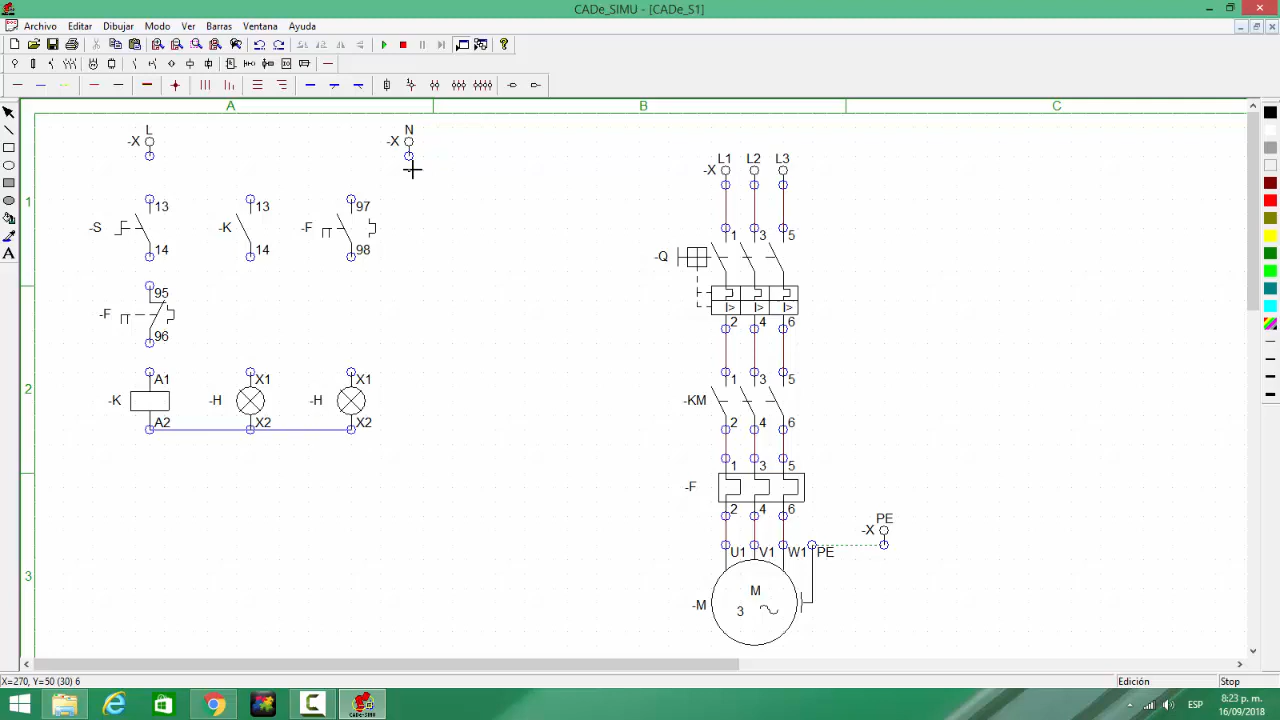 CADe_SIMU - [CADe_S1]
Archivo Editar Dibujar Modo Ver Barras Ventana Ayuda
A B C
L N
-X -X
L1 L2 L3
-X
1
13 13 97
-S -K -F
14 14 98
1 3 5
-Q
I> I> I>
2 4 6
95
-F
96
2
A1 X1 X1
-K -H -H
A2 X2 X2
1 3 5
-KM
2 4 6
1 3 5
-F
2 4 6
PE
-X
U1 V1 W1 PE
3
M
-M
3
X=270, Y=50 (30) 6
Edición
Stop
ESP
8:23 p. m.
16/09/2018
CADe-SIMU